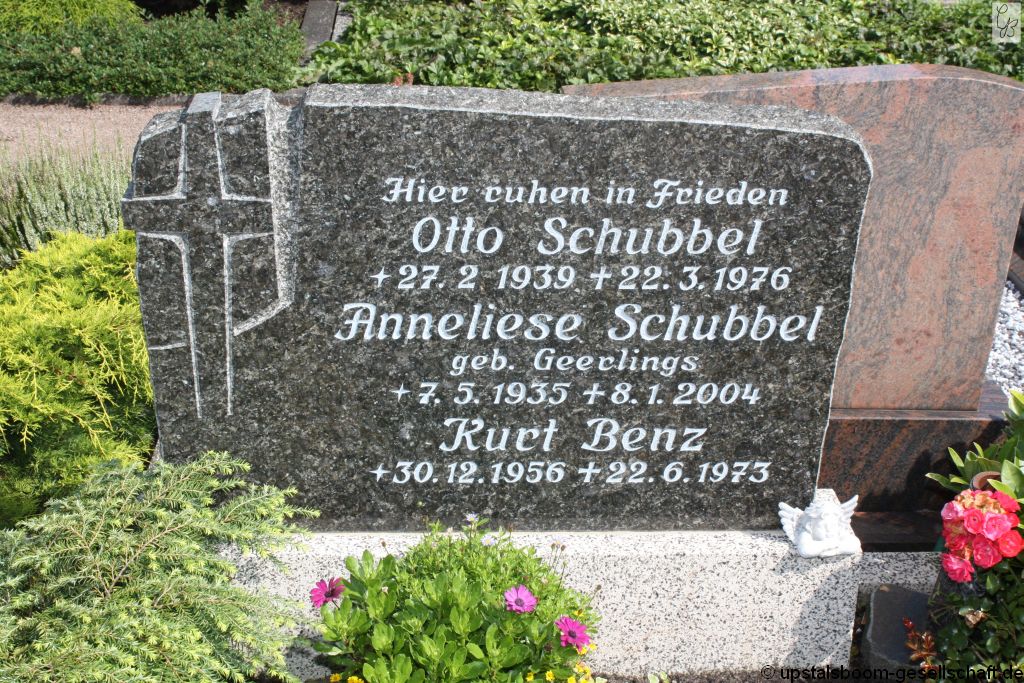 Hier ruhen in Frieden
Otto Schubbel
+27. 2 1939 +22. 3. 1976
Anneliese Schubbel
geb. Geerlings
+7. 5. 1935 +8. 1. 2004
Kurt Benz
+30. 12. 1956 +22. 6. 1973
© upstalsboom-gesellschaft.de